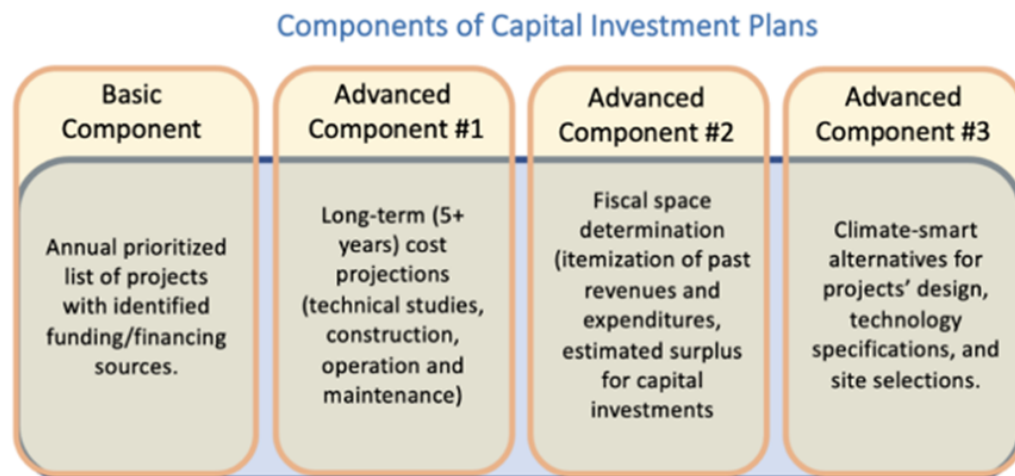 Components of Capital Investment Plans
Basic
Component
Annual prioritized
list of projects
with identified
funding/financing
sources.
Advanced
Component #1
Long-term (5+
years) cost
projections
(technical studies,
construction,
operation and
maintenance)
Advanced
Component #2
Fiscal space
determination
(itemization of past
revenues and
expenditures,
estimated surplus
for capital
investments
Advanced
Component #3
Climate-smart
alternatives for
projects’ design,
technology
specifications, and
site selections.